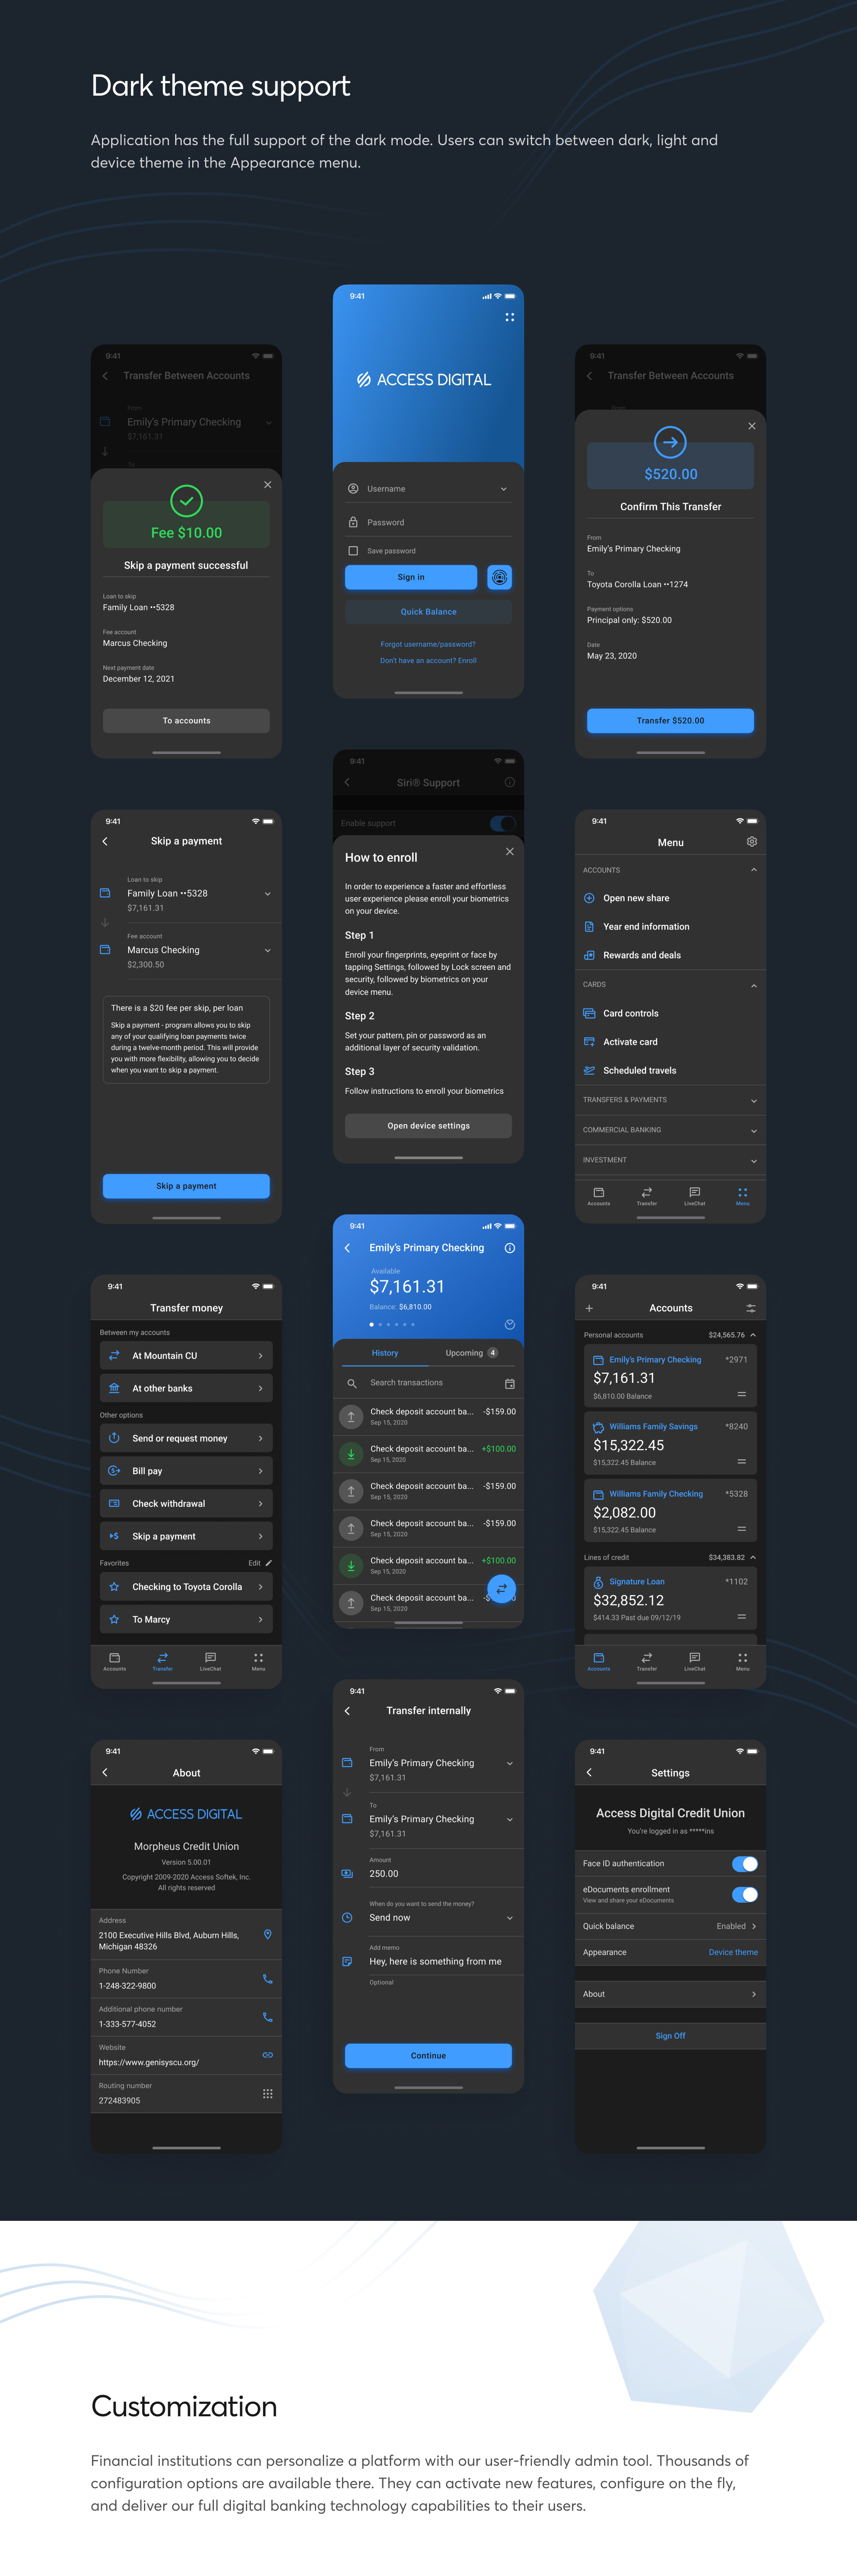 Dark theme support
Application has the full support of the dark mode. Users can switch between dark, light and
device theme in the Appearance menu.
9:41
Transfer Between Accounts
From
Emily's Primary Checking
$7,161.31
To
Fee $10.00
Skip a payment successful
Loan to skip
Family Loan ••5328
Fee account
Marcus Checking
Next payment date
December 12, 2021
To accounts
9:41
ACCESS DIGITAL
Username
Password
Save password
Sign in
Quick Balance
Forgot username/password?
Don't have an account? Enroll
9:41
Transfer Between Accounts
From
$520.00
Confirm This Transfer
From
Emily's Primary Checking
To
Toyota Corolla Loan ••1274
Payment options
Principal only: $520.00
Date
May 23, 2020
Transfer $520.00
9:41
Skip a payment
Loan to skip
Family Loan ••5328
$7,161.31
Fee account
Marcus Checking
$2,300.50
There is a $20 fee per skip, per loan
Skip a payment - program allows you to skip
any of your qualifying loan payments twice
during a twelve-month period. This will provide
you with more flexibility, allowing you to decide
when you want to skip a payment.
Skip a payment
9:41
Siri® Support
Enable support
How to enroll
In order to experience a faster and effortless
user experience please enroll your biometrics
on your device.
Step 1
Enroll your fingerprints, eyeprint or face by
tapping Settings, followed by Lock screen and
security, followed by biometrics on your
device menu.
Step 2
Set your pattern, pin or password as an
additional layer of security validation.
Step 3
Follow instructions to enroll your biometrics
Open device settings
9:41
Menu
ACCOUNTS
Open new share
Year end information
Rewards and deals
CARDS
Card controls
Activate card
Scheduled travels
TRANSFERS & PAYMENTS
COMMERCIAL BANKING
INVESTMENT
Accounts Transfer LiveChat Menu
9:41
Transfer money
Between my accounts
At Mountain CU
At other banks
Other options
Send or request money
Bill pay
Check withdrawal
Skip a payment
Favorites Edit
Checking to Toyota Corolla
To Marcy
Accounts Transfer LiveChat Menu
9:41
Emily's Primary Checking
Available
$7,161.31
Balance: $6,810.00
History Upcoming 4
Search transactions
Check deposit account ba... -$159.00
Sep 15, 2020
Check deposit account ba... +$100.00
Sep 15, 2020
Check deposit account ba... -$159.00
Sep 15, 2020
Check deposit account ba... -$159.00
Sep 15, 2020
Check deposit account ba... +$100.00
Sep 15, 2020
Check deposit account ba...
Sep 15, 2020
9:41
Accounts
Personal accounts $24,565.76
Emily's Primary Checking *2971
$7,161.31
$6,810.00 Balance
Williams Family Savings *8240
$15,322.45
$15,322.45 Balance
Williams Family Checking *5328
$2,082.00
$15,322.45 Balance
Lines of credit $34,383.82
Signature Loan *1102
$32,852.12
$414.33 Past due 09/12/19
Accounts Transfer LiveChat Menu
9:41
About
ACCESS DIGITAL
Morpheus Credit Union
Version 5.00.01
Copyright 2009-2020 Access Softek, Inc.
All rights reserved
Address
2100 Executive Hills Blvd, Auburn Hills,
Michigan 48326
Phone Number
1-248-322-9800
Additional phone number
1-333-577-4052
Website
https://www.genisyscu.org/
Routing number
272483905
9:41
Transfer internally
From
Emily's Primary Checking
$7,161.31
To
Emily's Primary Checking
$7,161.31
Amount
250.00
When do you want to send the money?
Send now
Add memo
Hey, here is something from me
Optional
Continue
9:41
Settings
Access Digital Credit Union
You're logged in as *****ins
Face ID authentication
eDocuments enrollment
View and share your eDocuments
Quick balance Enabled
Appearance Device theme
About
Sign Off
Customization
Financial institutions can personalize a platform with our user-friendly admin tool. Thousands of
configuration options are available there. They can activate new features, configure on the fly,
and deliver our full digital banking technology capabilities to their users.